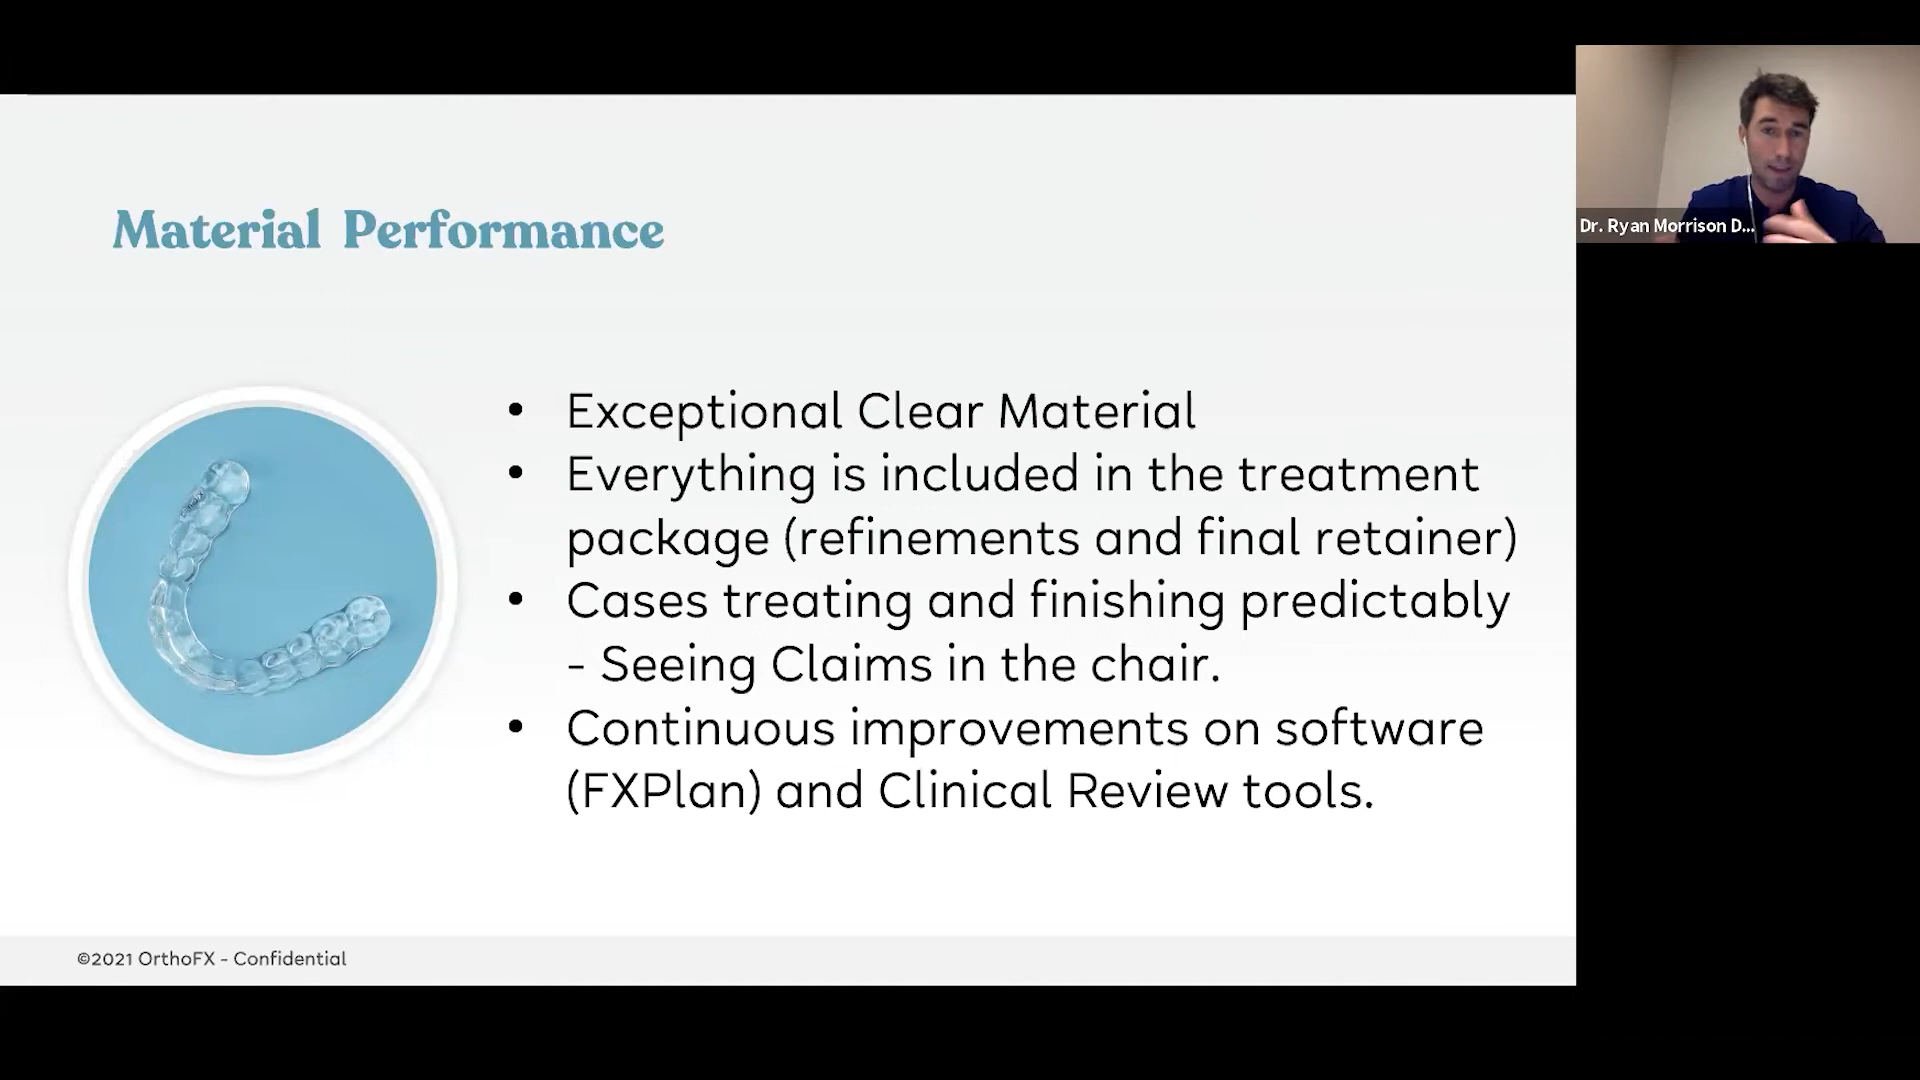 Material Performance
• Exceptional Clear Material
• Everything is included in the treatment
package (refinements and final retainer)
• Cases treating and finishing predictably
- Seeing Claims in the chair.
• Continuous improvements on software
(FXPlan) and Clinical Review tools.
©2021 OrthoFX - Confidential
Dr. Ryan Morrison D...